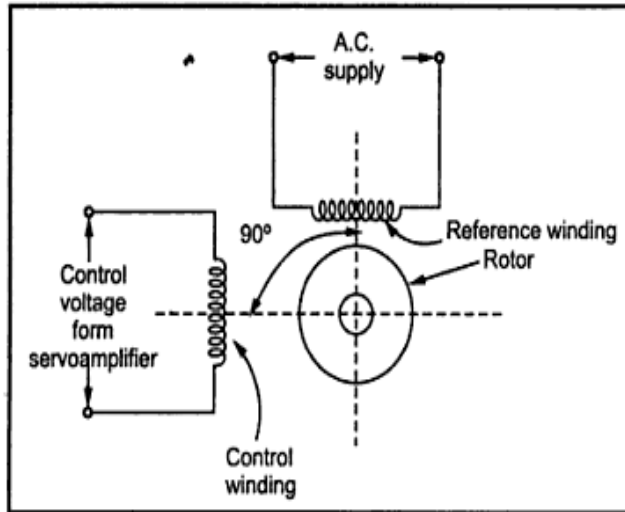 A.C.
supply
90°
Reference winding
Rotor
Control
voltage
form
servoamplifier
Control
winding